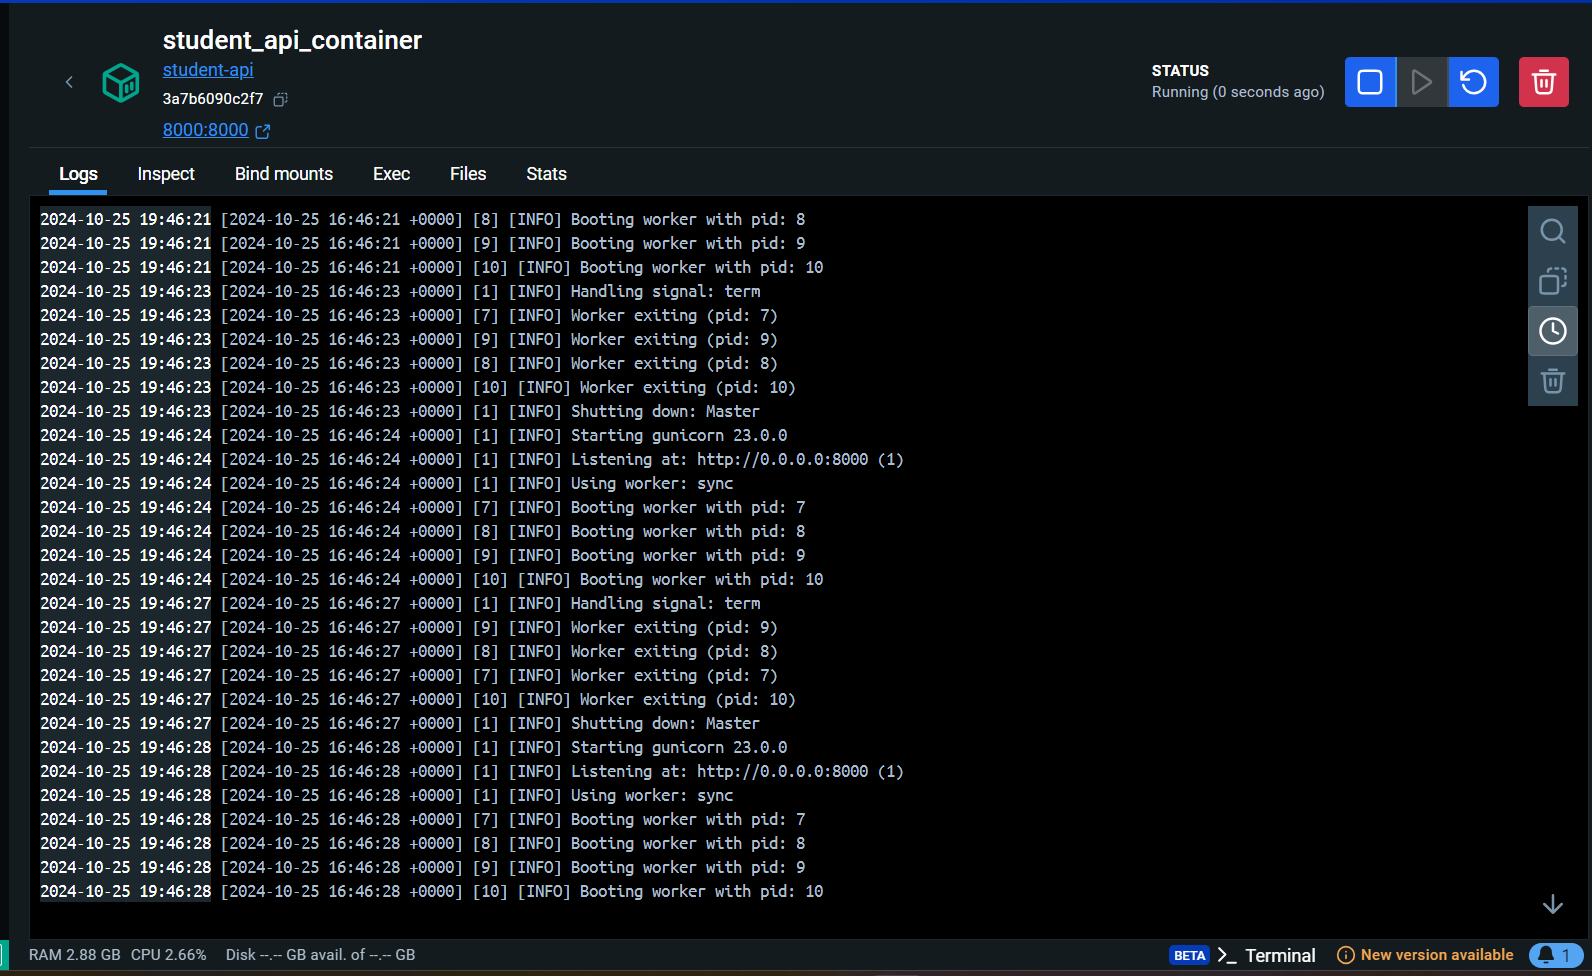 student_api_container
student-api
3a7b6090c2f7
8000:8000
STATUS
Running (0 seconds ago)
Logs Inspect Bind mounts Exec Files Stats
2024-10-25 19:46:21 [2024-10-25 16:46:21 +0000] [8] [INFO] Booting worker with pid: 8
2024-10-25 19:46:21 [2024-10-25 16:46:21 +0000] [9] [INFO] Booting worker with pid: 9
2024-10-25 19:46:21 [2024-10-25 16:46:21 +0000] [10] [INFO] Booting worker with pid: 10
2024-10-25 19:46:23 [2024-10-25 16:46:23 +0000] [1] [INFO] Handling signal: term
2024-10-25 19:46:23 [2024-10-25 16:46:23 +0000] [7] [INFO] Worker exiting (pid: 7)
2024-10-25 19:46:23 [2024-10-25 16:46:23 +0000] [9] [INFO] Worker exiting (pid: 9)
2024-10-25 19:46:23 [2024-10-25 16:46:23 +0000] [8] [INFO] Worker exiting (pid: 8)
2024-10-25 19:46:23 [2024-10-25 16:46:23 +0000] [10] [INFO] Worker exiting (pid: 10)
2024-10-25 19:46:23 [2024-10-25 16:46:23 +0000] [1] [INFO] Shutting down: Master
2024-10-25 19:46:24 [2024-10-25 16:46:24 +0000] [1] [INFO] Starting gunicorn 23.0.0
2024-10-25 19:46:24 [2024-10-25 16:46:24 +0000] [1] [INFO] Listening at: http://0.0.0.0:8000 (1)
2024-10-25 19:46:24 [2024-10-25 16:46:24 +0000] [1] [INFO] Using worker: sync
2024-10-25 19:46:24 [2024-10-25 16:46:24 +0000] [7] [INFO] Booting worker with pid: 7
2024-10-25 19:46:24 [2024-10-25 16:46:24 +0000] [8] [INFO] Booting worker with pid: 8
2024-10-25 19:46:24 [2024-10-25 16:46:24 +0000] [9] [INFO] Booting worker with pid: 9
2024-10-25 19:46:24 [2024-10-25 16:46:24 +0000] [10] [INFO] Booting worker with pid: 10
2024-10-25 19:46:27 [2024-10-25 16:46:27 +0000] [1] [INFO] Handling signal: term
2024-10-25 19:46:27 [2024-10-25 16:46:27 +0000] [9] [INFO] Worker exiting (pid: 9)
2024-10-25 19:46:27 [2024-10-25 16:46:27 +0000] [8] [INFO] Worker exiting (pid: 8)
2024-10-25 19:46:27 [2024-10-25 16:46:27 +0000] [7] [INFO] Worker exiting (pid: 7)
2024-10-25 19:46:27 [2024-10-25 16:46:27 +0000] [10] [INFO] Worker exiting (pid: 10)
2024-10-25 19:46:27 [2024-10-25 16:46:27 +0000] [1] [INFO] Shutting down: Master
2024-10-25 19:46:28 [2024-10-25 16:46:28 +0000] [1] [INFO] Starting gunicorn 23.0.0
2024-10-25 19:46:28 [2024-10-25 16:46:28 +0000] [1] [INFO] Listening at: http://0.0.0.0:8000 (1)
2024-10-25 19:46:28 [2024-10-25 16:46:28 +0000] [1] [INFO] Using worker: sync
2024-10-25 19:46:28 [2024-10-25 16:46:28 +0000] [7] [INFO] Booting worker with pid: 7
2024-10-25 19:46:28 [2024-10-25 16:46:28 +0000] [8] [INFO] Booting worker with pid: 8
2024-10-25 19:46:28 [2024-10-25 16:46:28 +0000] [9] [INFO] Booting worker with pid: 9
2024-10-25 19:46:28 [2024-10-25 16:46:28 +0000] [10] [INFO] Booting worker with pid: 10
RAM 2.88 GB CPU 2.66% Disk --.-- GB avail. of --.-- GB BETA >_ Terminal New version available 1